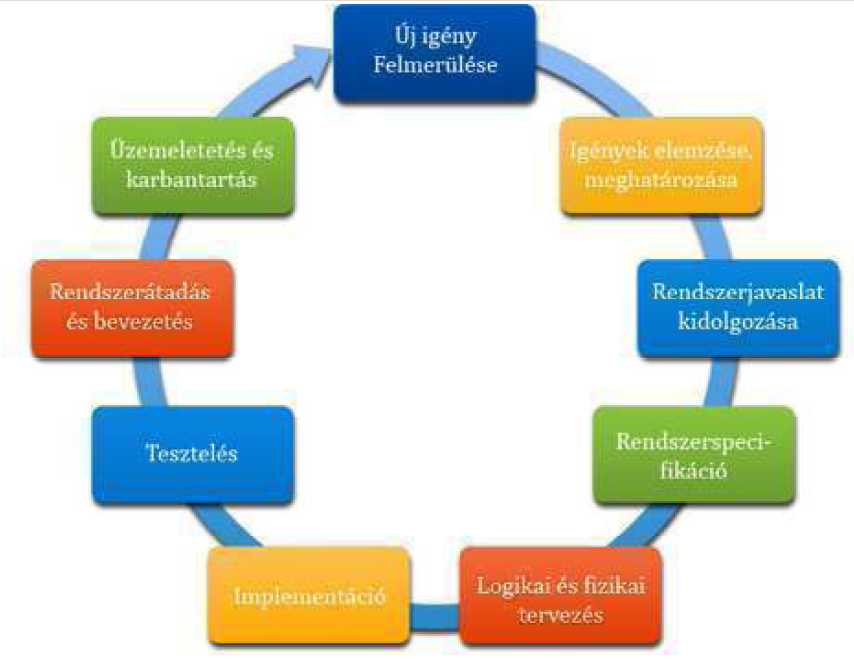 Új igény
Felmerülése
Igények elemzése,
meghatározása
Rendszerjavaslat
kidolgozása
Rendszerspeci-
fikáció
Logikai és fizikai
tervezés
Implementáció
Tesztelés
Rendszerátadás
és bevezetés
Üzemeletetés és
karbantartás